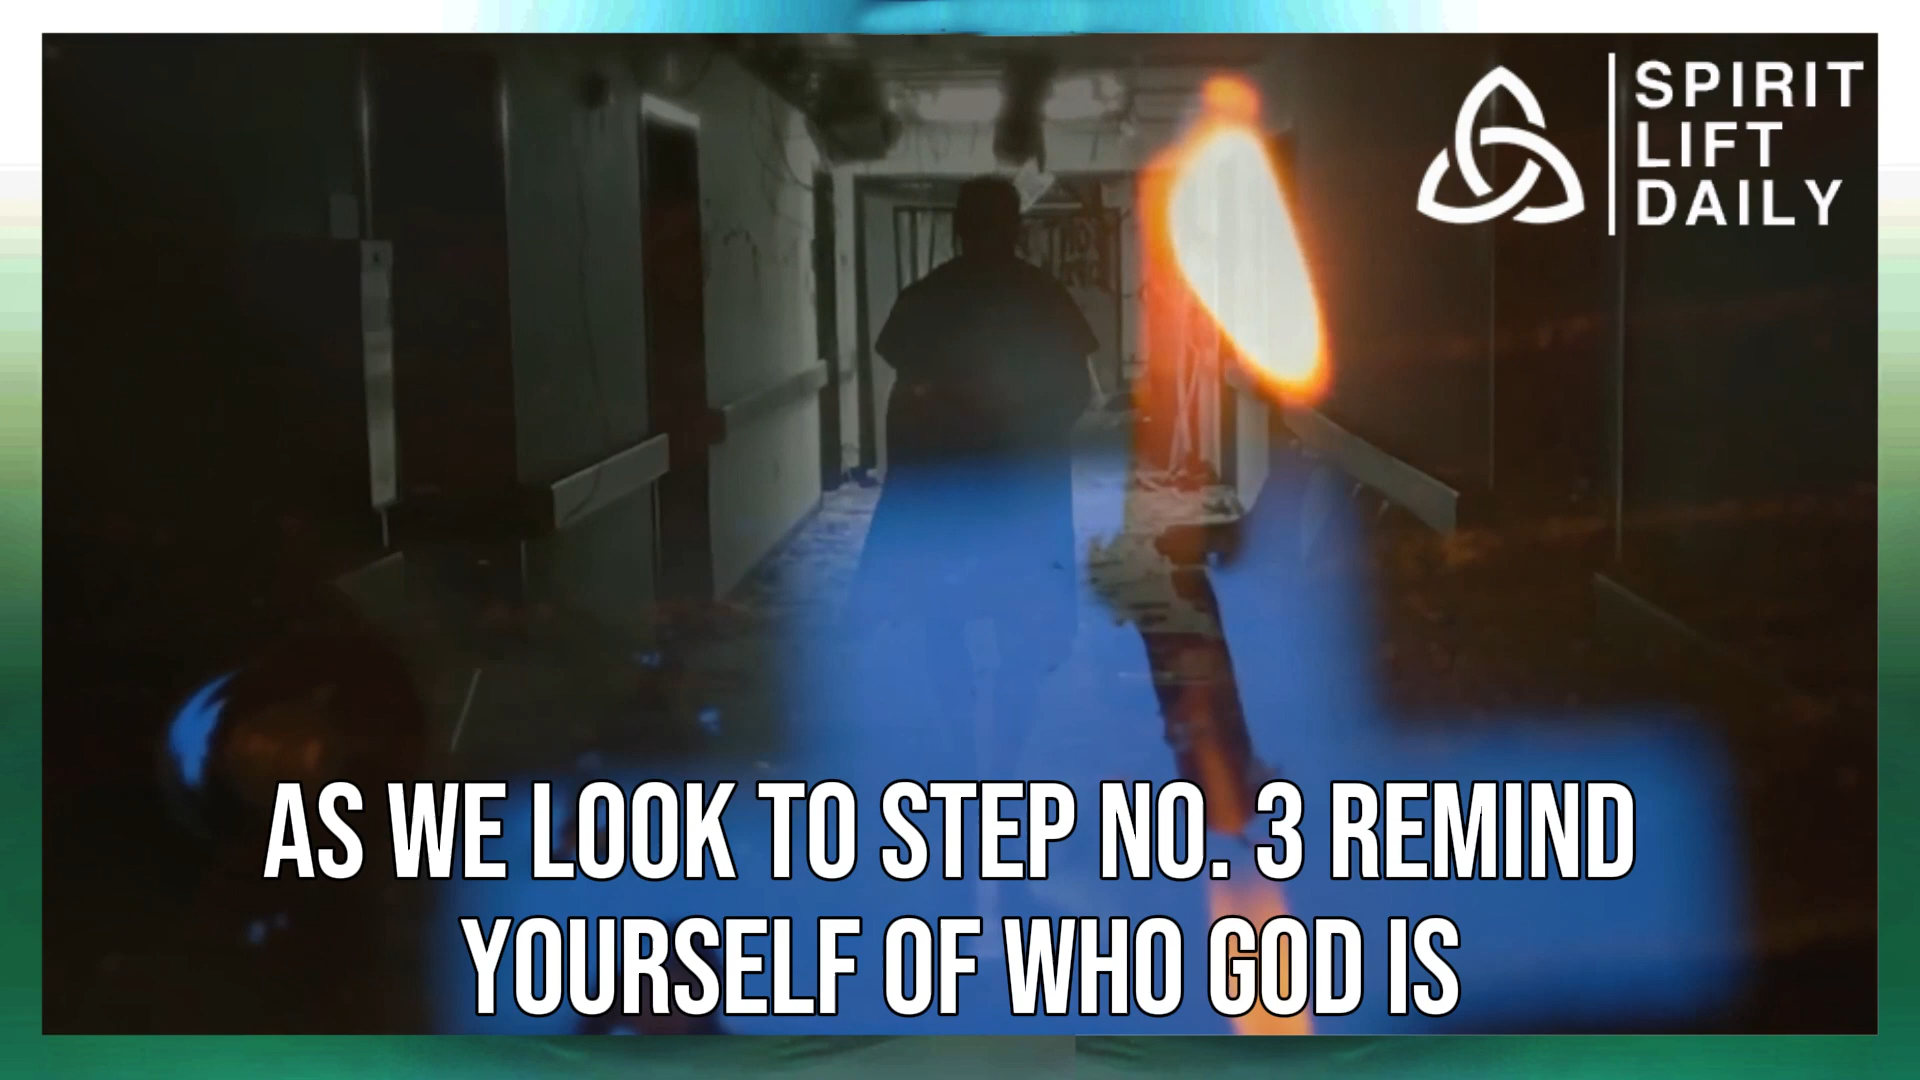 SPIRIT
LIFT
DAILY
AS WE LOOK TO STEP NO. 3 REMIND
YOURSELF OF WHO GOD IS